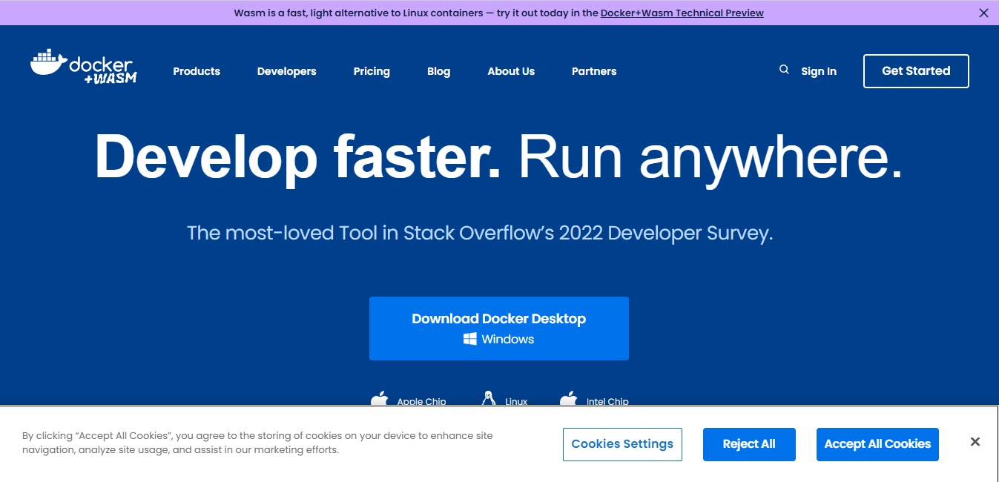 Wasm is a fast, light alternative to Linux containers — try it out today in the Docker+Wasm Technical Preview
docker
+WASM
Products
Developers
Pricing
Blog
About Us
Partners
Sign In
Get Started
Develop faster. Run anywhere.
The most-loved Tool in Stack Overflow’s 2022 Developer Survey.
Download Docker Desktop
Windows
Apple Chip
Linux
Intel Chip
By clicking “Accept All Cookies”, you agree to the storing of cookies on your device to enhance site
navigation, analyze site usage, and assist in our marketing efforts.
Cookies Settings
Reject All
Accept All Cookies